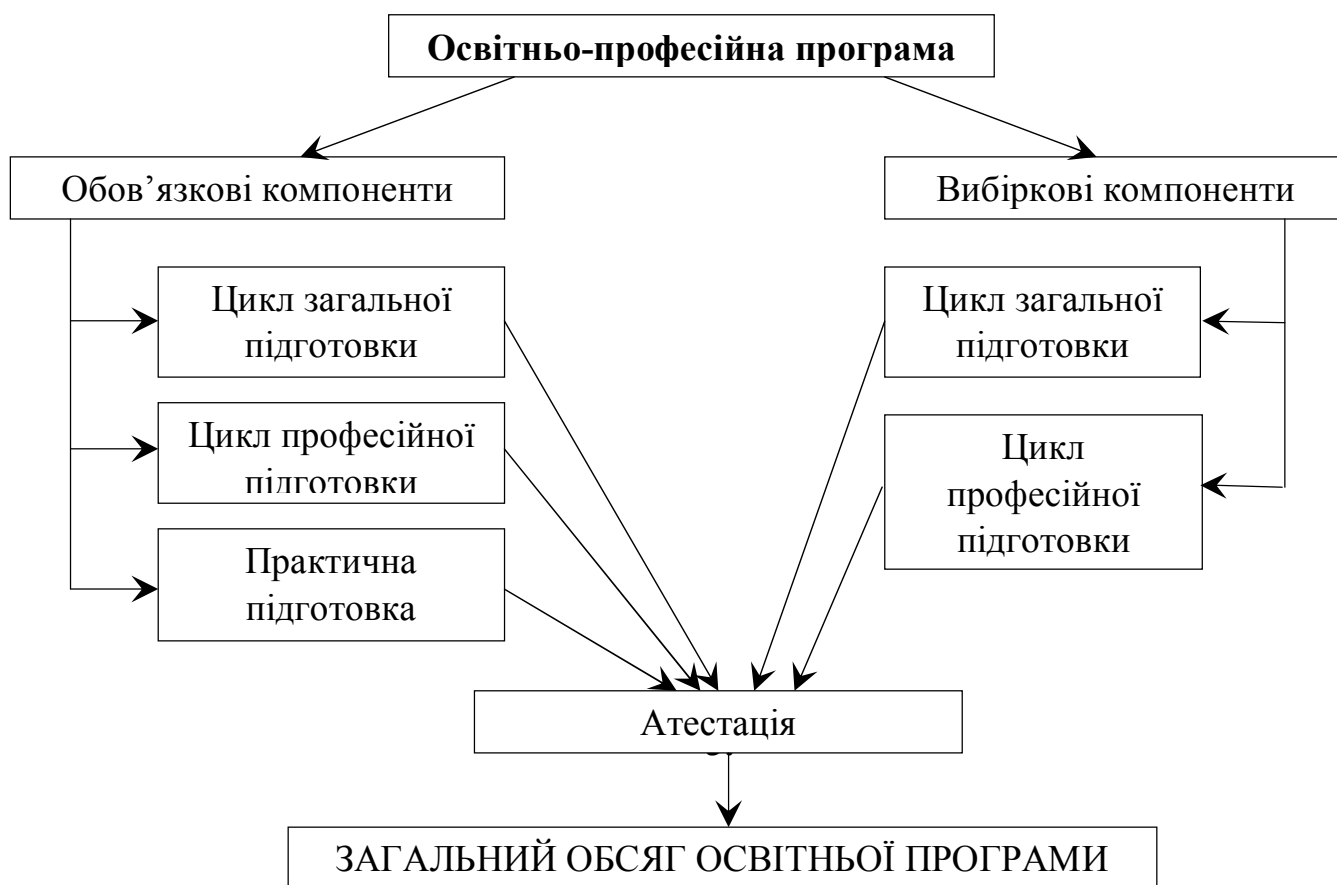 Освітньо-професійна програма
Обов’язкові компоненти
Вибіркові компоненти
Цикл загальної
підготовки
Цикл загальної
підготовки
Цикл професійної
підготовки
Цикл
професійної
підготовки
Практична
підготовка
Атестація
ЗАГАЛЬНИЙ ОБСЯГ ОСВІТНЬОЇ ПРОГРАМИ